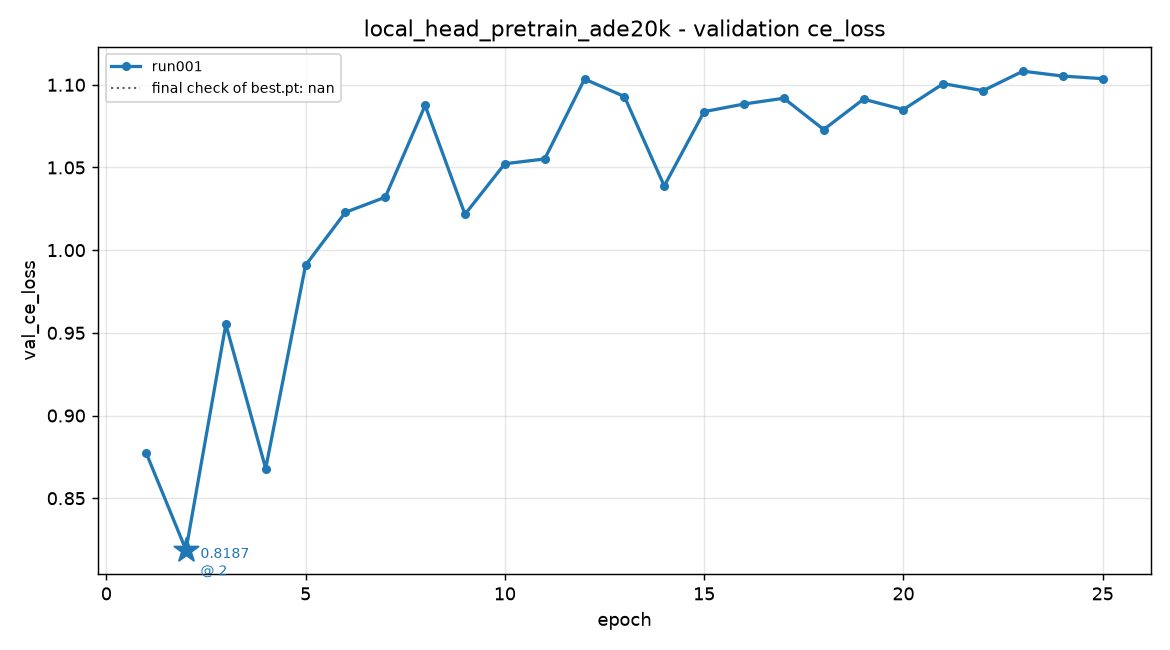 local_head_pretrain_ade20k - validation ce_loss
run001
final check of best.pt: nan
val_ce_loss
1.10
1.05
1.00
0.95
0.90
0.85
0.8187
@ 2
0
5
10
15
20
25
epoch